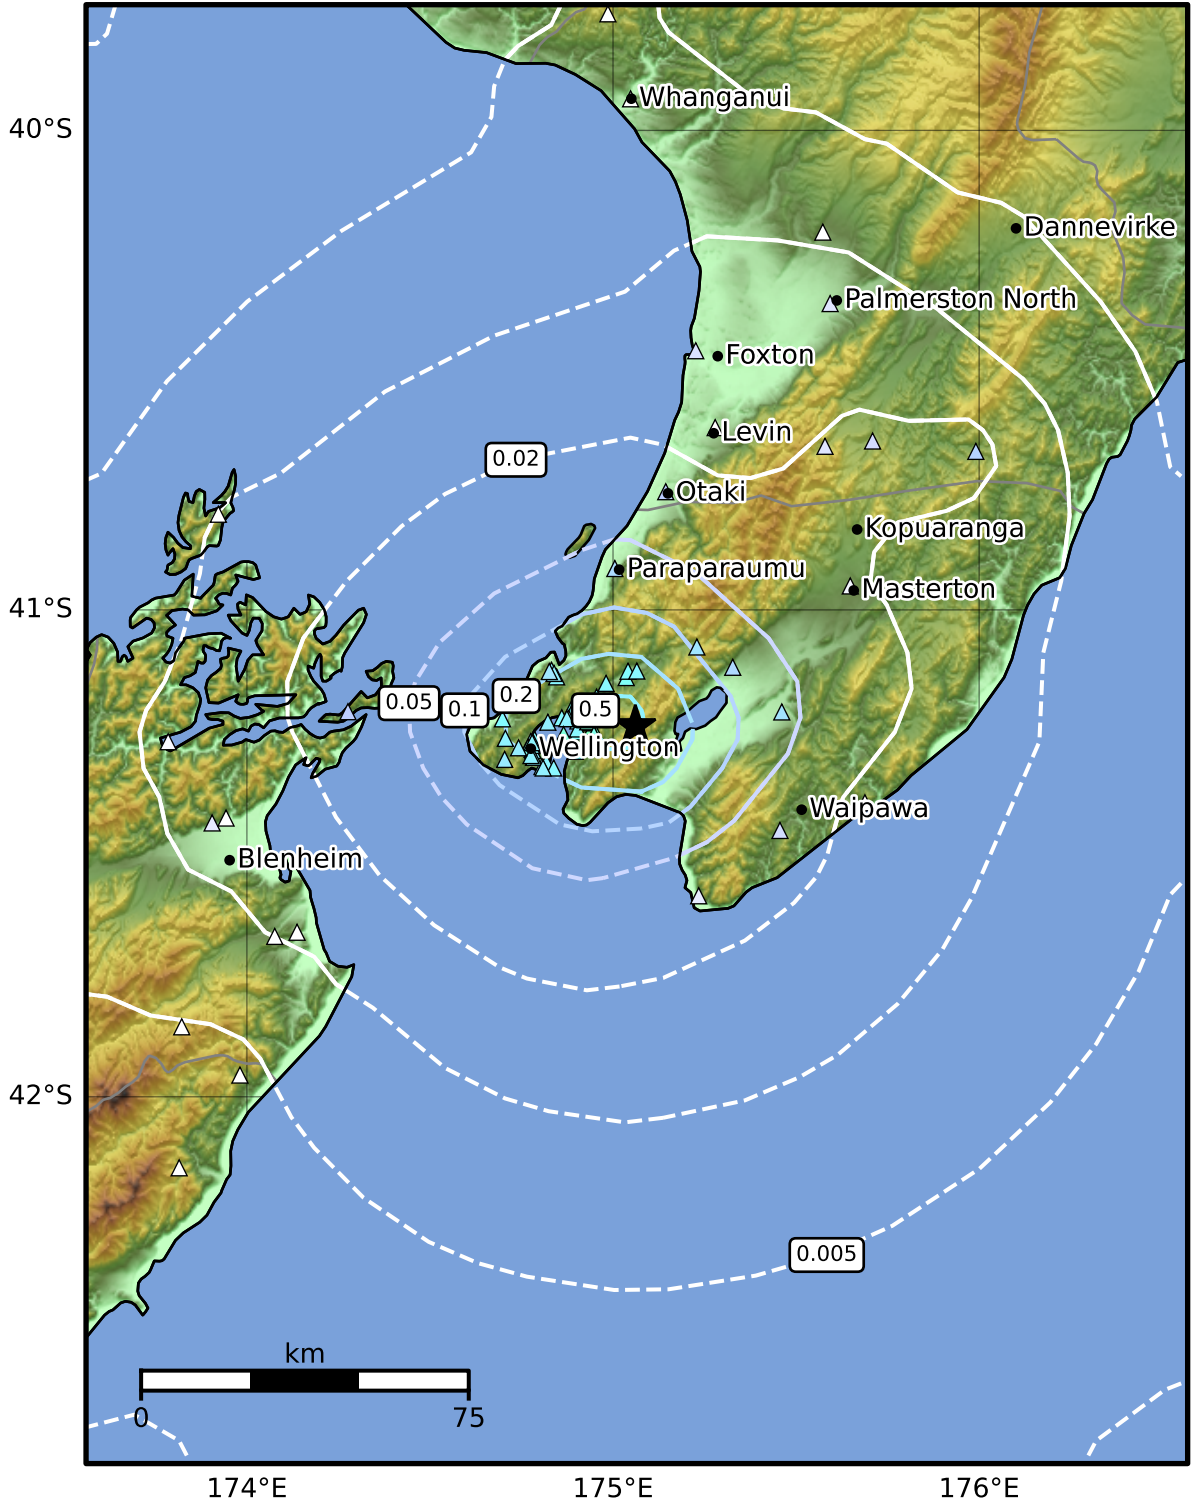 Whanganui
40°S
Dannevirke
Palmerston North
Foxton
Levin
0.02
Otaki
Kopuaranga
Paraparaumu
Masterton
41°S
0.05
0.1
0.2
0.5
Wellington
Waipawa
Blenheim
42°S
0.005
km
0
75
174°E
175°E
176°E